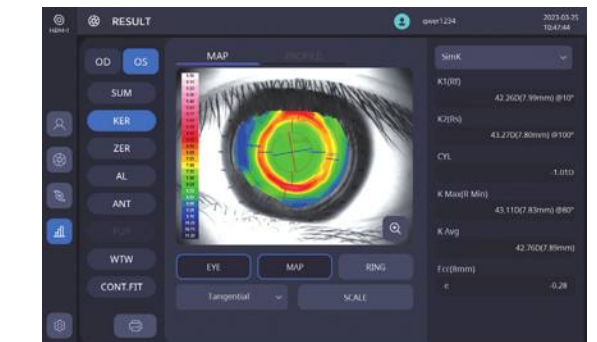 RESULT
qwer1234
2023-03-25
10:47:44
OD
OS
SUM
KER
ZER
AL
ANT
PUP
WTW
CONT.FIT
MAP
PROFILE
EYE
MAP
RING
Tangential
SCALE
SimK
K1(Rf)
42.26D(7.99mm) @10°
K2(Rs)
43.27D(7.80mm) @100°
CYL
-1.01D
K Max(R Min)
43.11D(7.83mm) @80°
K Avg
42.76D(7.89mm)
Ecc(8mm)
e
-0.28